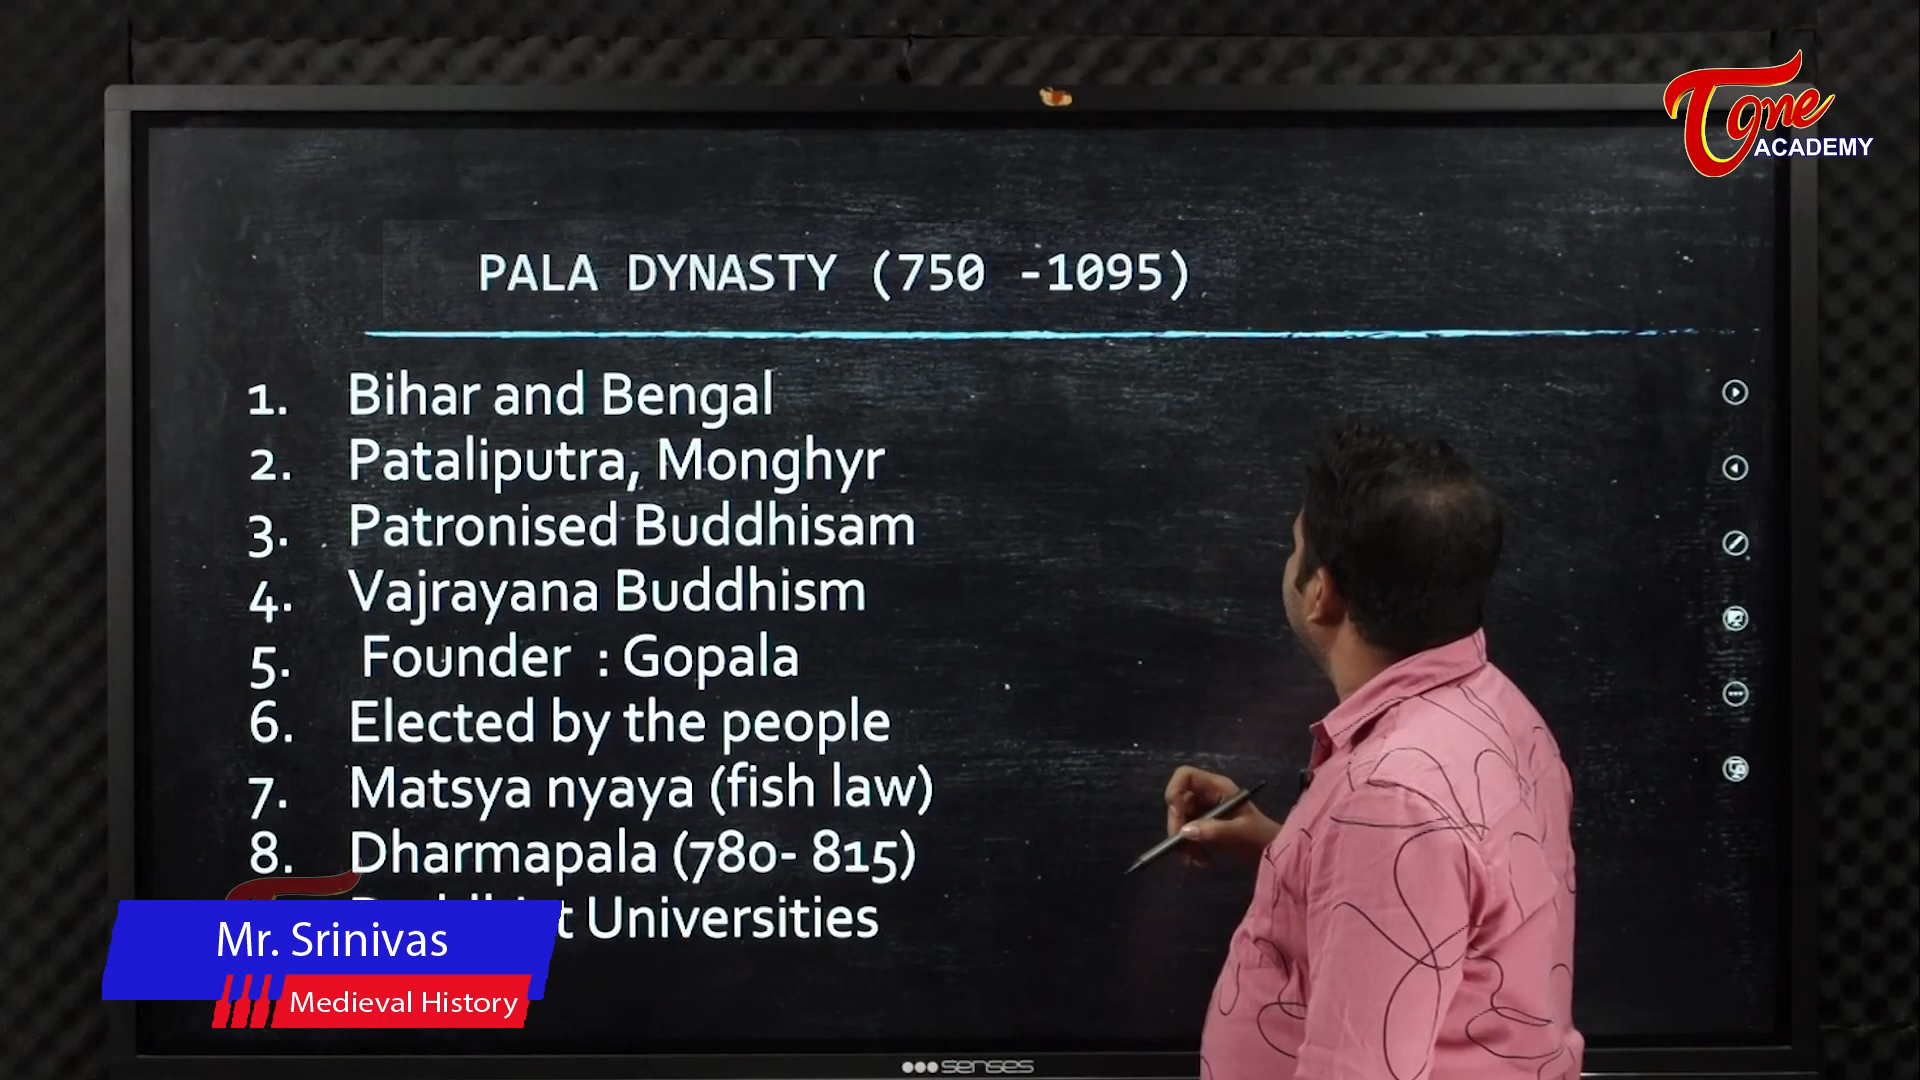 Tone
ACADEMY
PALA DYNASTY (750 -1095)
1. Bihar and Bengal
2. Pataliputra, Monghyr
3. Patronised Buddhisam
4. Vajrayana Buddhism
5. Founder : Gopala
6. Elected by the people
7. Matsya nyaya (fish law)
8. Dharmapala (780- 815)
Universities
Mr. Srinivas
Medieval History
senses